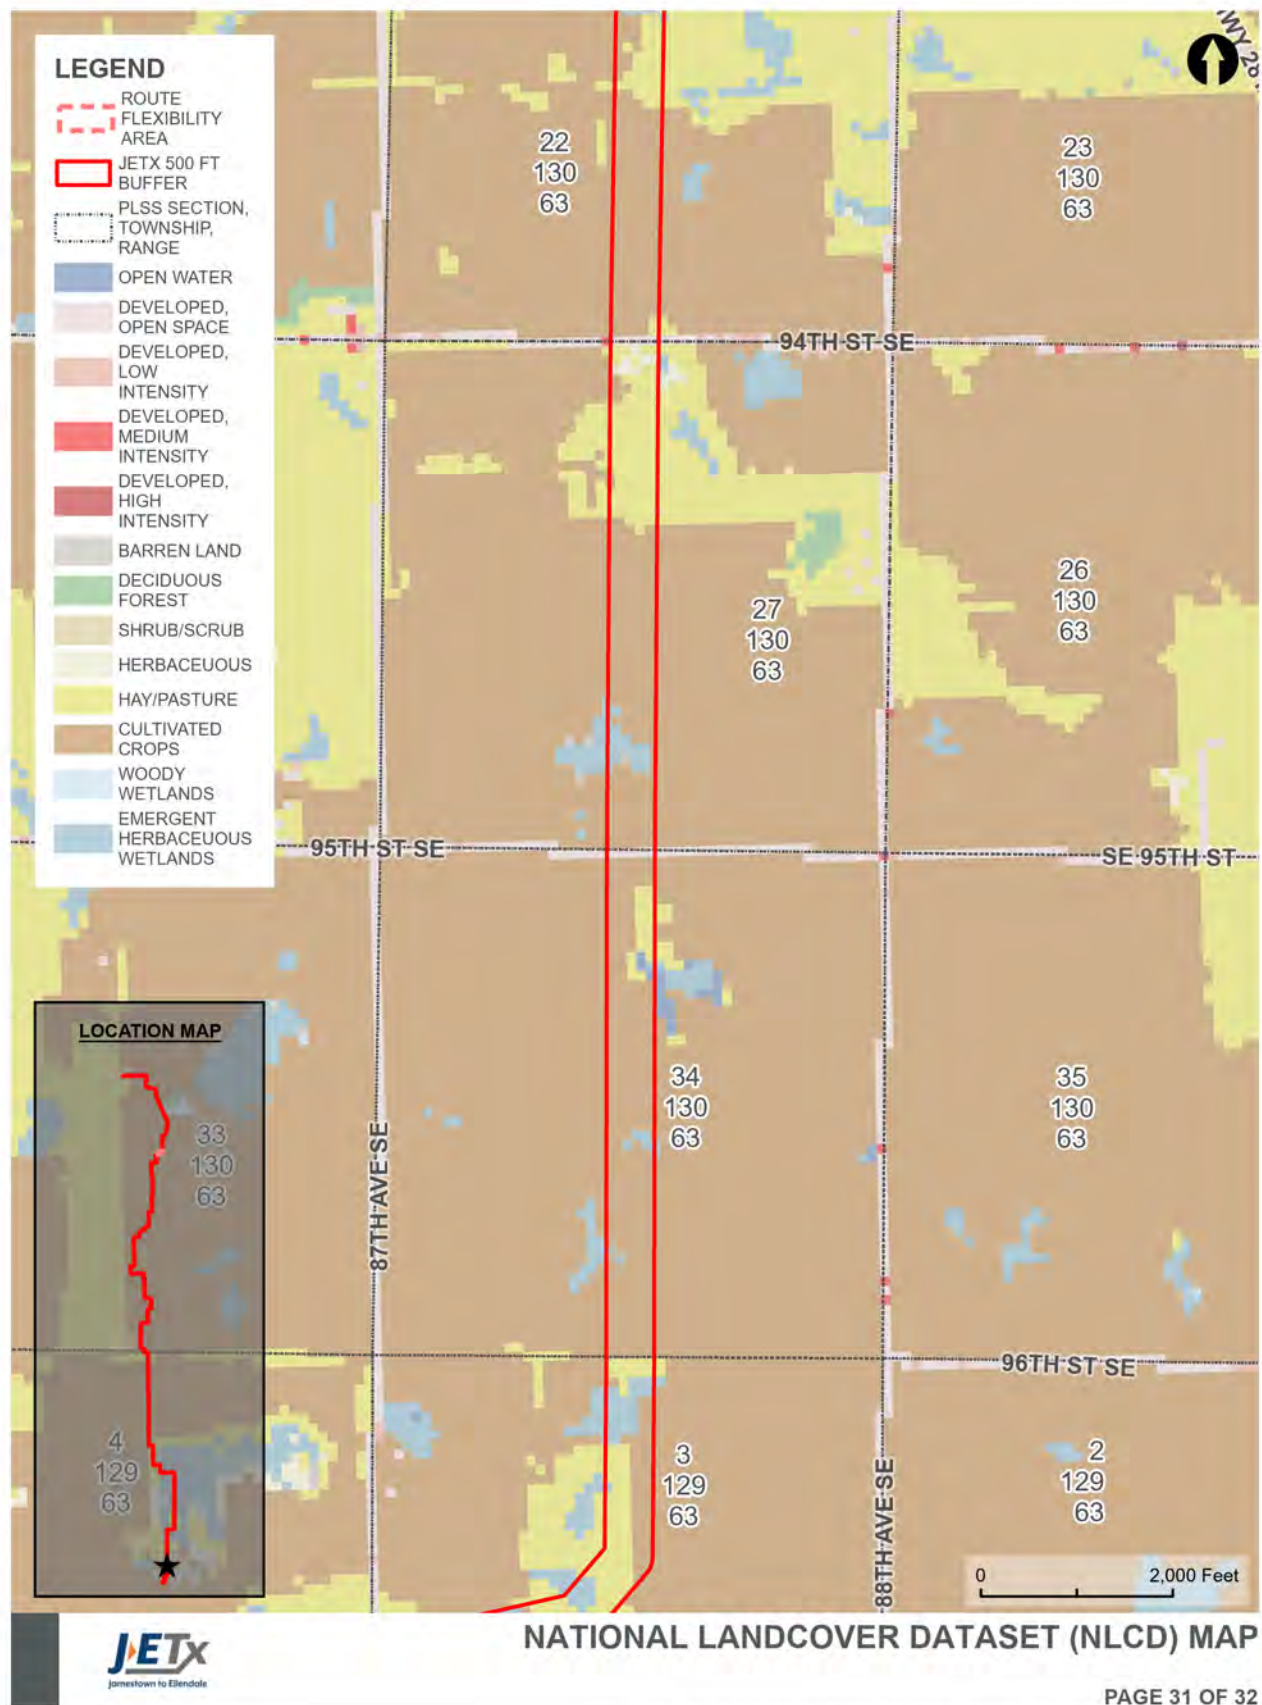 LEGEND
ROUTE
FLEXIBILITY
AREA
JETX 500 FT
BUFFER
PLSS SECTION,
TOWNSHIP,
RANGE
OPEN WATER
DEVELOPED,
OPEN SPACE
DEVELOPED,
LOW
INTENSITY
DEVELOPED,
MEDIUM
INTENSITY
DEVELOPED,
HIGH
INTENSITY
BARREN LAND
DECIDUOUS
FOREST
SHRUB/SCRUB
HERBACEUOUS
HAY/PASTURE
CULTIVATED
CROPS
WOODY
WETLANDS
EMERGENT
HERBACEUOUS
WETLANDS
22
130
63
23
130
63
94TH ST SE
27
130
63
26
130
63
95TH ST SE
SE 95TH ST
LOCATION MAP
33
130
63
34
130
63
35
130
63
87TH AVE SE
96TH ST SE
4
129
63
3
129
63
2
129
63
88TH AVE SE
0
2,000 Feet
JETx
Jamestown to Ellendale
NATIONAL LANDCOVER DATASET (NLCD) MAP
PAGE 31 OF 32